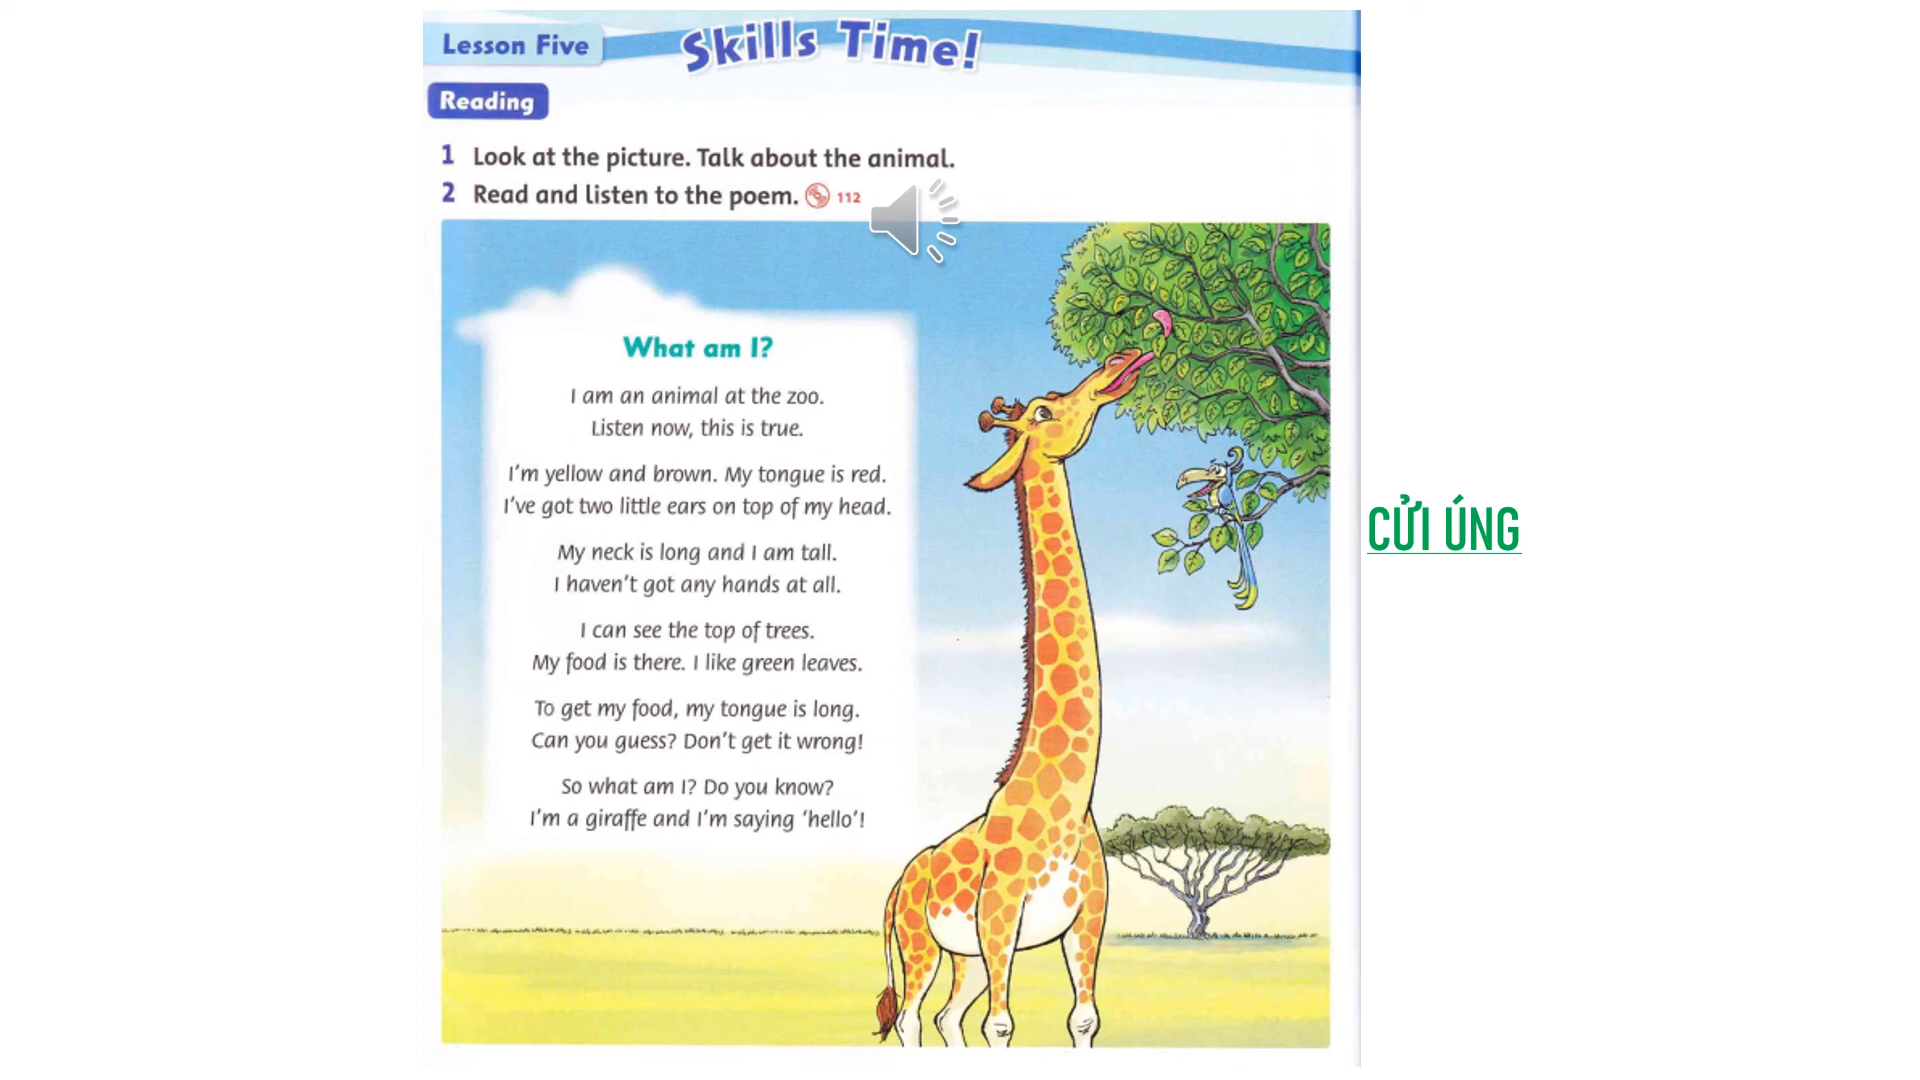 Lesson Five
Skills Time!
Reading
1 Look at the picture. Talk about the animal.
2 Read and listen to the poem. 112
What am I?
I am an animal at the zoo.
Listen now, this is true.
I'm yellow and brown. My tongue is red.
I've got two little ears on top of my head.
My neck is long and I am tall.
I haven't got any hands at all.
I can see the top of trees.
My food is there. I like green leaves.
To get my food, my tongue is long.
Can you guess? Don't get it wrong!
So what am I? Do you know?
I'm a giraffe and I'm saying 'hello'!
CỬI ÚNG